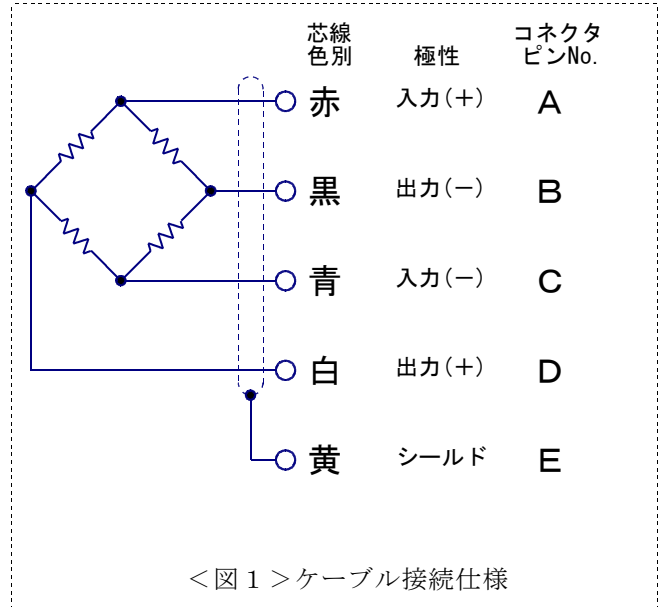 芯線 コネクタ
色別 極性 ピンNo.
赤 入力(+) A
黒 出力(−) B
青 入力(−) C
白 出力(+) D
黄 シールド E
＜図１＞ケーブル接続仕様